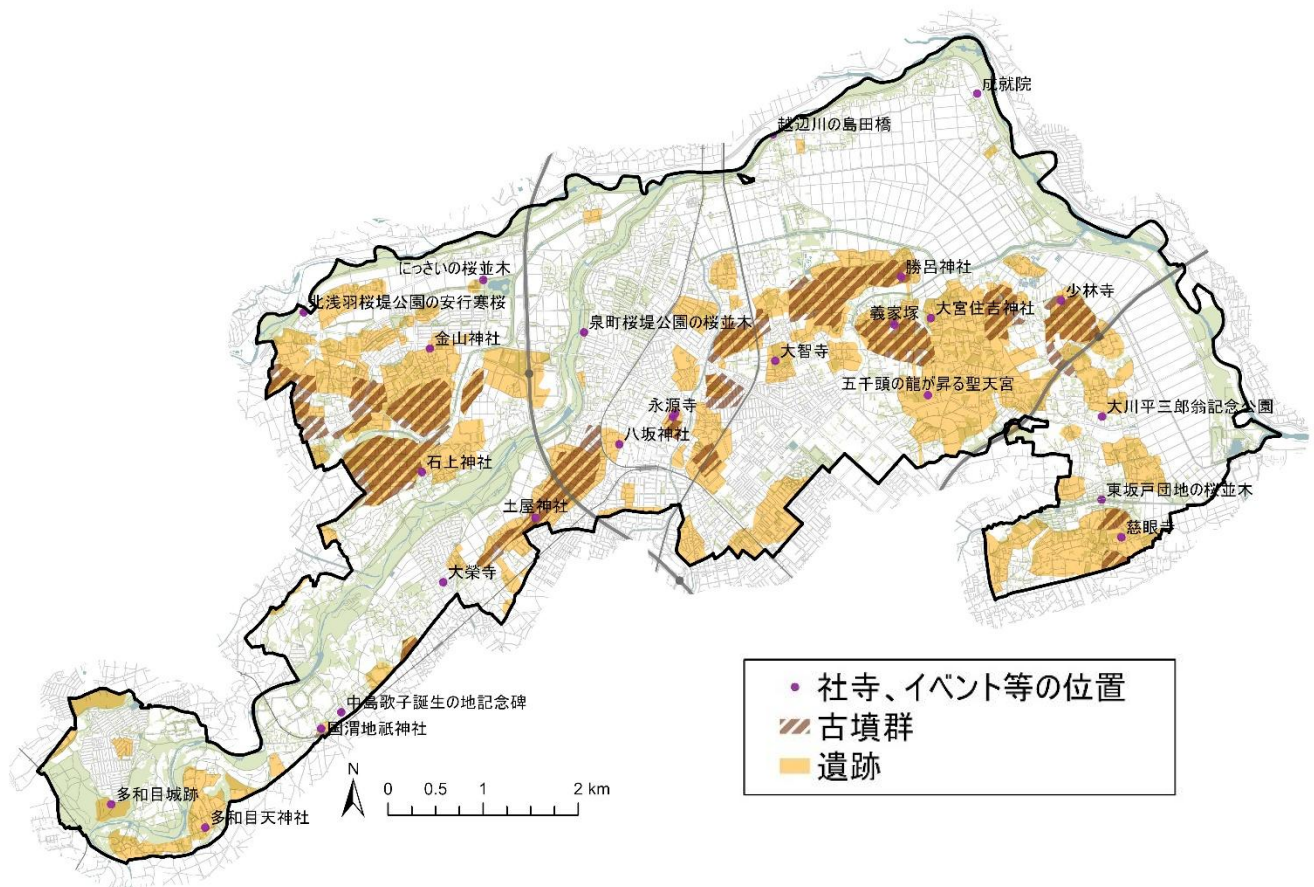 成就院
越辺川の島田橋
にっさいの桜並木
勝呂神社
北浅羽桜堤公園の安行寒桜
少林寺
泉町桜堤公園の桜並木
義家塚
大宮住吉神社
金山神社
大智寺
五千頭の龍が昇る聖天宮
永源寺
大川平三郎翁記念公園
八坂神社
石上神社
東坂戸団地の桜並木
土屋神社
慈眼寺
大榮寺
中島歌子誕生の地記念碑
国渭地祇神社
多和目城跡
多和目天神社
N
0 0.5 1 2 km
社寺、イベント等の位置
古墳群
遺跡